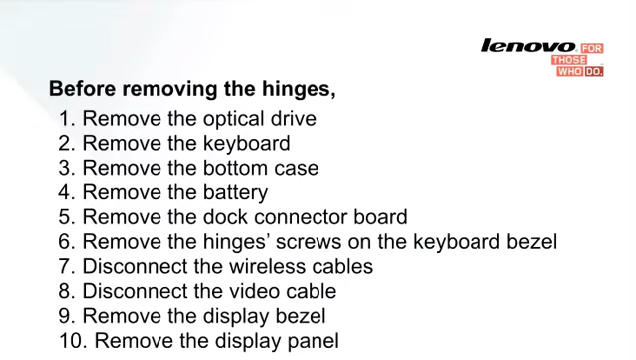 lenovo FOR
THOSE
WHO DO.
Before removing the hinges,
1. Remove the optical drive
2. Remove the keyboard
3. Remove the bottom case
4. Remove the battery
5. Remove the dock connector board
6. Remove the hinges’ screws on the keyboard bezel
7. Disconnect the wireless cables
8. Disconnect the video cable
9. Remove the display bezel
10. Remove the display panel